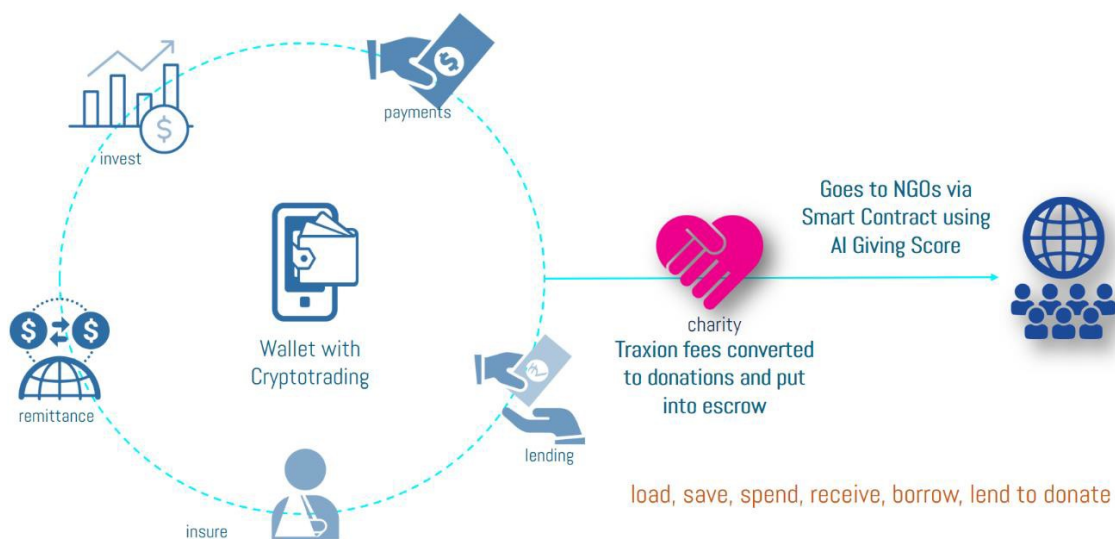 payments
invest
Goes to NGOs via
Smart Contract using
AI Giving Score
$
$
$ $
charity
Wallet with
Cryptotrading
Traxion fees converted
to donations and put
into escrow
remittance
lending
load, save, spend, receive, borrow, lend to donate
insure